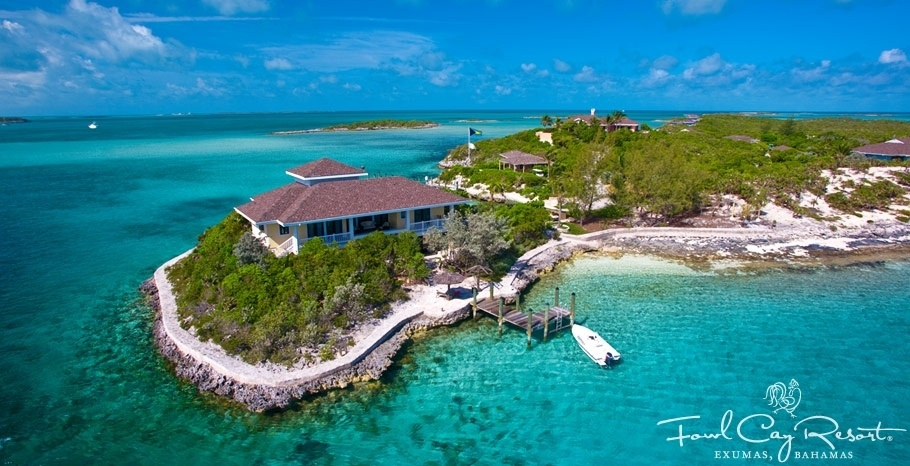 Fowl Cay Resort®
EXUMAS, BAHAMAS